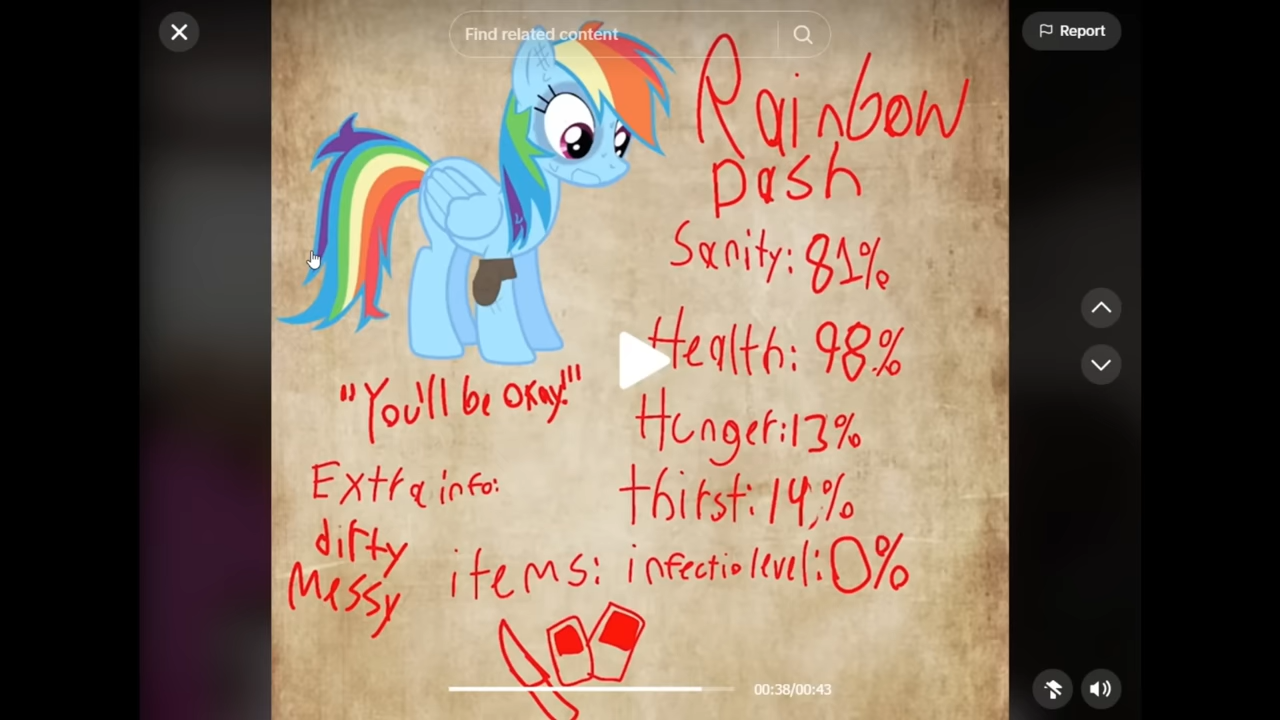 Find related content
Report
Rainbow
Dash
Sanity: 81%
Health: 98%
"You'll be okay!"
Hunger: 13%
Extra info:
thirst: 14%
dirty
Messy
items:
infectio level: 0%
00:38/00:43